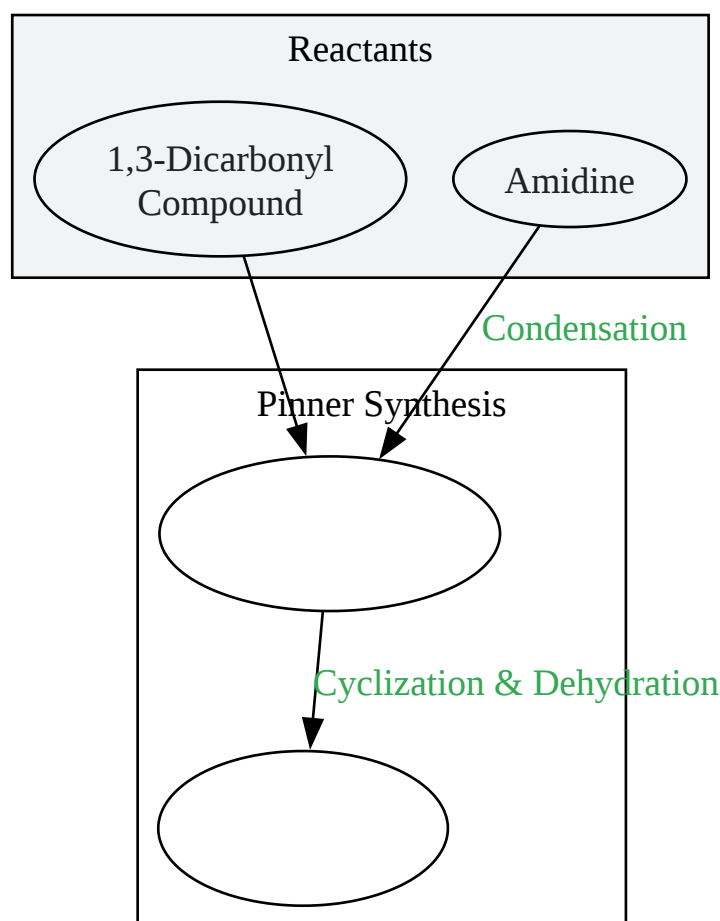 Reactants
1,3-Dicarbonyl
Compound
Amidine
Condensation
Pinner Synthesis
Cyclization & Dehydration